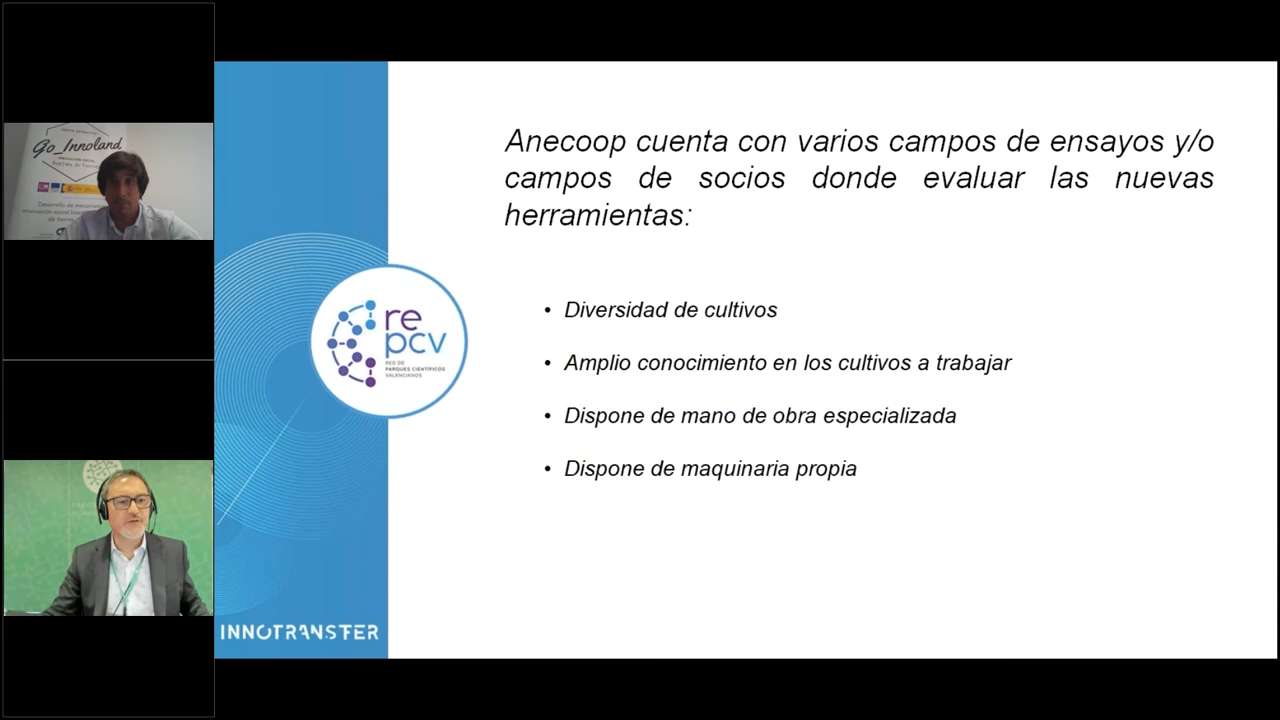 Go_Innoland
Anecoop cuenta con varios campos de ensayos y/o
campos de socios donde evaluar las nuevas
herramientas:
• Diversidad de cultivos
• Amplio conocimiento en los cultivos a trabajar
• Dispone de mano de obra especializada
• Dispone de maquinaria propia
re
pcv
RED DE
PARQUES CIENTÍFICOS
VALENCIANOS
INNOTRANSFER